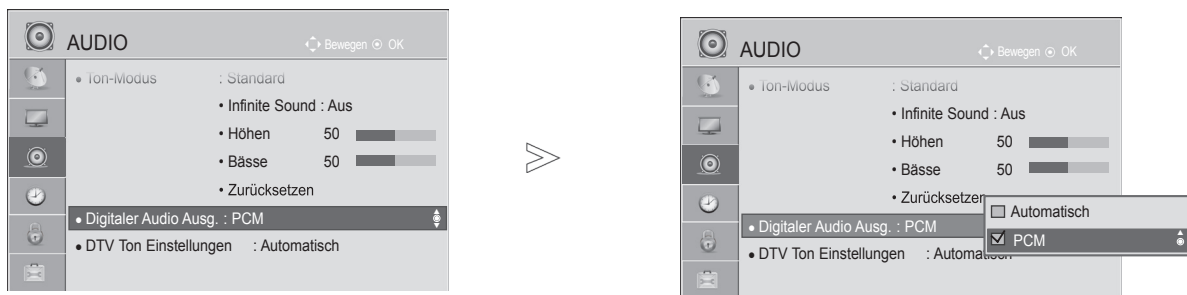 AUDIO
Bewegen OK
• Ton-Modus : Standard
• Infinite Sound : Aus
• Höhen 50
• Bässe 50
• Zurücksetzen
• Digitaler Audio Ausg. : PCM
• DTV Ton Einstellungen : Automatisch
AUDIO
Bewegen OK
• Ton-Modus : Standard
• Infinite Sound : Aus
• Höhen 50
• Bässe 50
• Zurücksetzen
Automatisch
• Digitaler Audio Ausg. : PCM
PCM
• DTV Ton Einstellungen : Automatisch